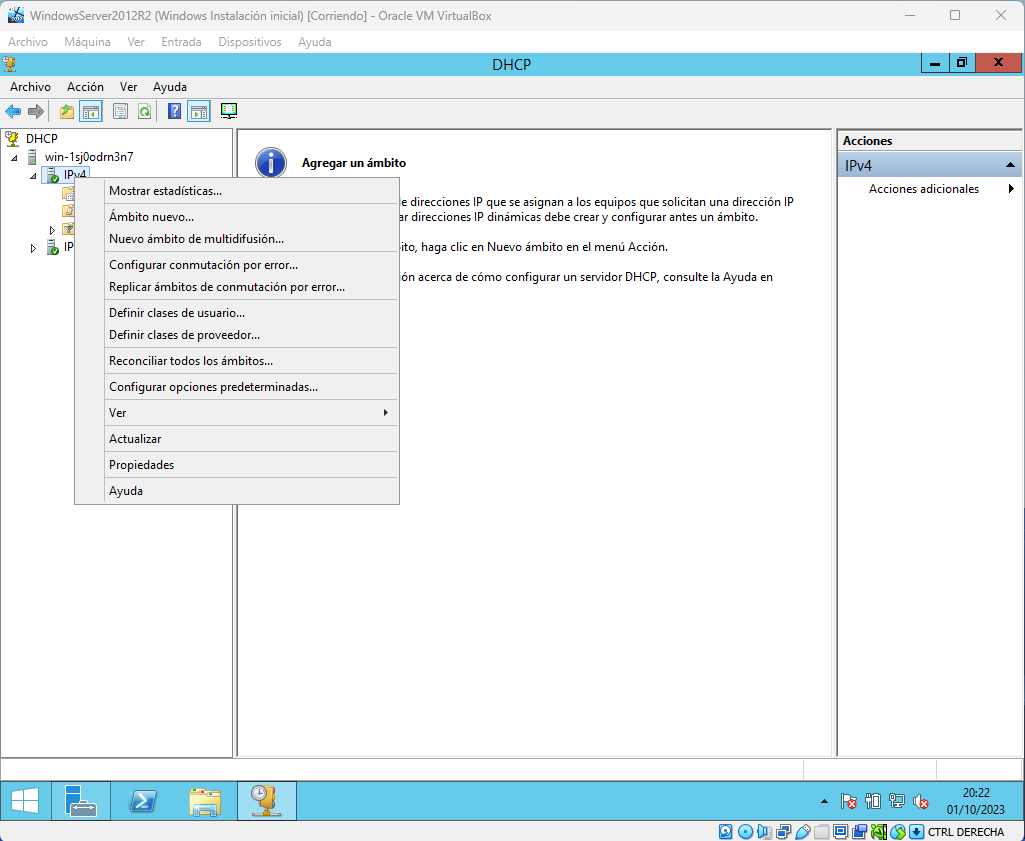 WindowsServer2012R2 (Windows Instalación inicial) [Corriendo] - Oracle VM VirtualBox
Archivo Máquina Ver Entrada Dispositivos Ayuda
DHCP
Archivo Acción Ver Ayuda
DHCP
win-1sj0odrn3n7
IPv4
IP
Mostrar estadísticas...
Ámbito nuevo...
Nuevo ámbito de multidifusión...
Configurar conmutación por error...
Replicar ámbitos de conmutación por error...
Definir clases de usuario...
Definir clases de proveedor...
Reconciliar todos los ámbitos...
Configurar opciones predeterminadas...
Ver
Actualizar
Propiedades
Ayuda
Agregar un ámbito
de direcciones IP que se asignan a los equipos que solicitan una dirección IP
ar direcciones IP dinámicas debe crear y configurar antes un ámbito.
bito, haga clic en Nuevo ámbito en el menú Acción.
ón acerca de cómo configurar un servidor DHCP, consulte la Ayuda en
Acciones
IPv4
Acciones adicionales
20:22
01/10/2023
CTRL DERECHA